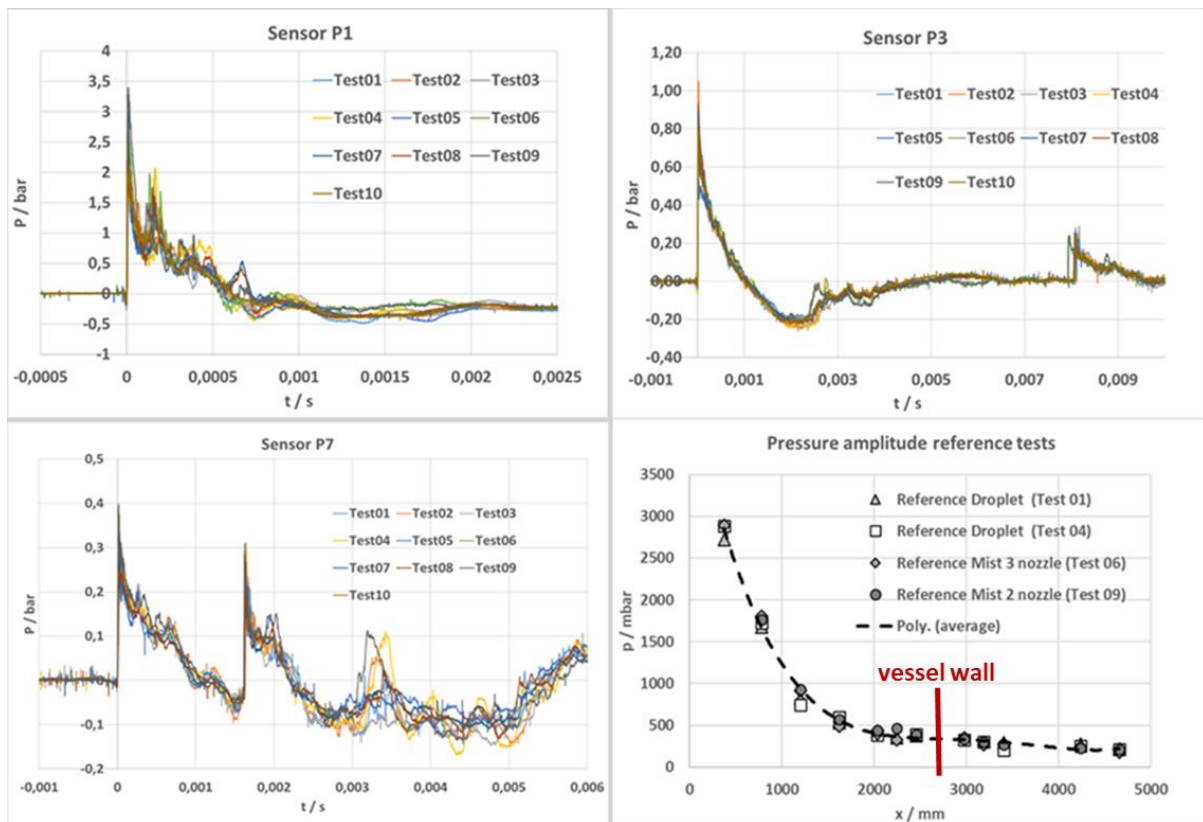 Sensor P1
4
3,5
3
2,5
2
1,5
1
0,5
0
-0,5
-1
P / bar
Test01 Test02 Test03
Test04 Test05 Test06
Test07 Test08 Test09
Test10
-0,0005 0 0,0005 0,001 0,0015 0,002 0,0025
t / s
Sensor P3
1,20
1,00
0,80
0,60
0,40
0,20
0,00
-0,20
-0,40
P / bar
Test01 Test02 Test03 Test04
Test05 Test06 Test07 Test08
Test09 Test10
-0,001 0,001 0,003 0,005 0,007 0,009
t / s
Sensor P7
0,5
0,4
0,3
0,2
0,1
0
-0,1
-0,2
P / bar
Test01 Test02 Test03
Test04 Test05 Test06
Test07 Test08 Test09
Test10
-0,001 0 0,001 0,002 0,003 0,004 0,005 0,006
t / s
Pressure amplitude reference tests
3500
3000
2500
2000
1500
1000
500
0
p / mbar
Reference Droplet (Test 01)
Reference Droplet (Test 04)
Reference Mist 3 nozzle (Test 06)
Reference Mist 2 nozzle (Test 09)
Poly. (average)
vessel wall
0 1000 2000 3000 4000 5000
x / mm